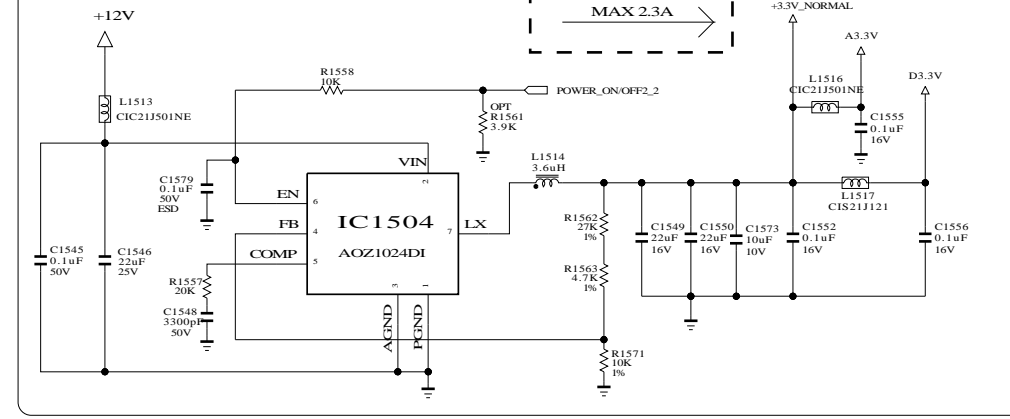 +12V
MAX 2.3A
+3.3V_NORMAL
A3.3V
L1516
CIC21J501NE
D3.3V
L1513
CIC21J501NE
R1558
10K
POWER_ON/OFF2_2
OPT
R1561
3.9K
C1555
0.1uF
16V
VIN
2
L1514
3.6uH
L1517
CIS21J121
C1579
0.1uF
50V
ESD
EN
6
FB
4
COMP
5
IC1504
AOZ1024DI
LX
7
3
1
AGND
PGND
R1562
27K
1%
R1563
4.7K
1%
C1549
22uF
16V
C1550
22uF
16V
C1573
10uF
10V
C1552
0.1uF
16V
C1556
0.1uF
16V
C1545
0.1uF
50V
C1546
22uF
25V
R1557
20K
C1548
3300pF
50V
R1571
10K
1%